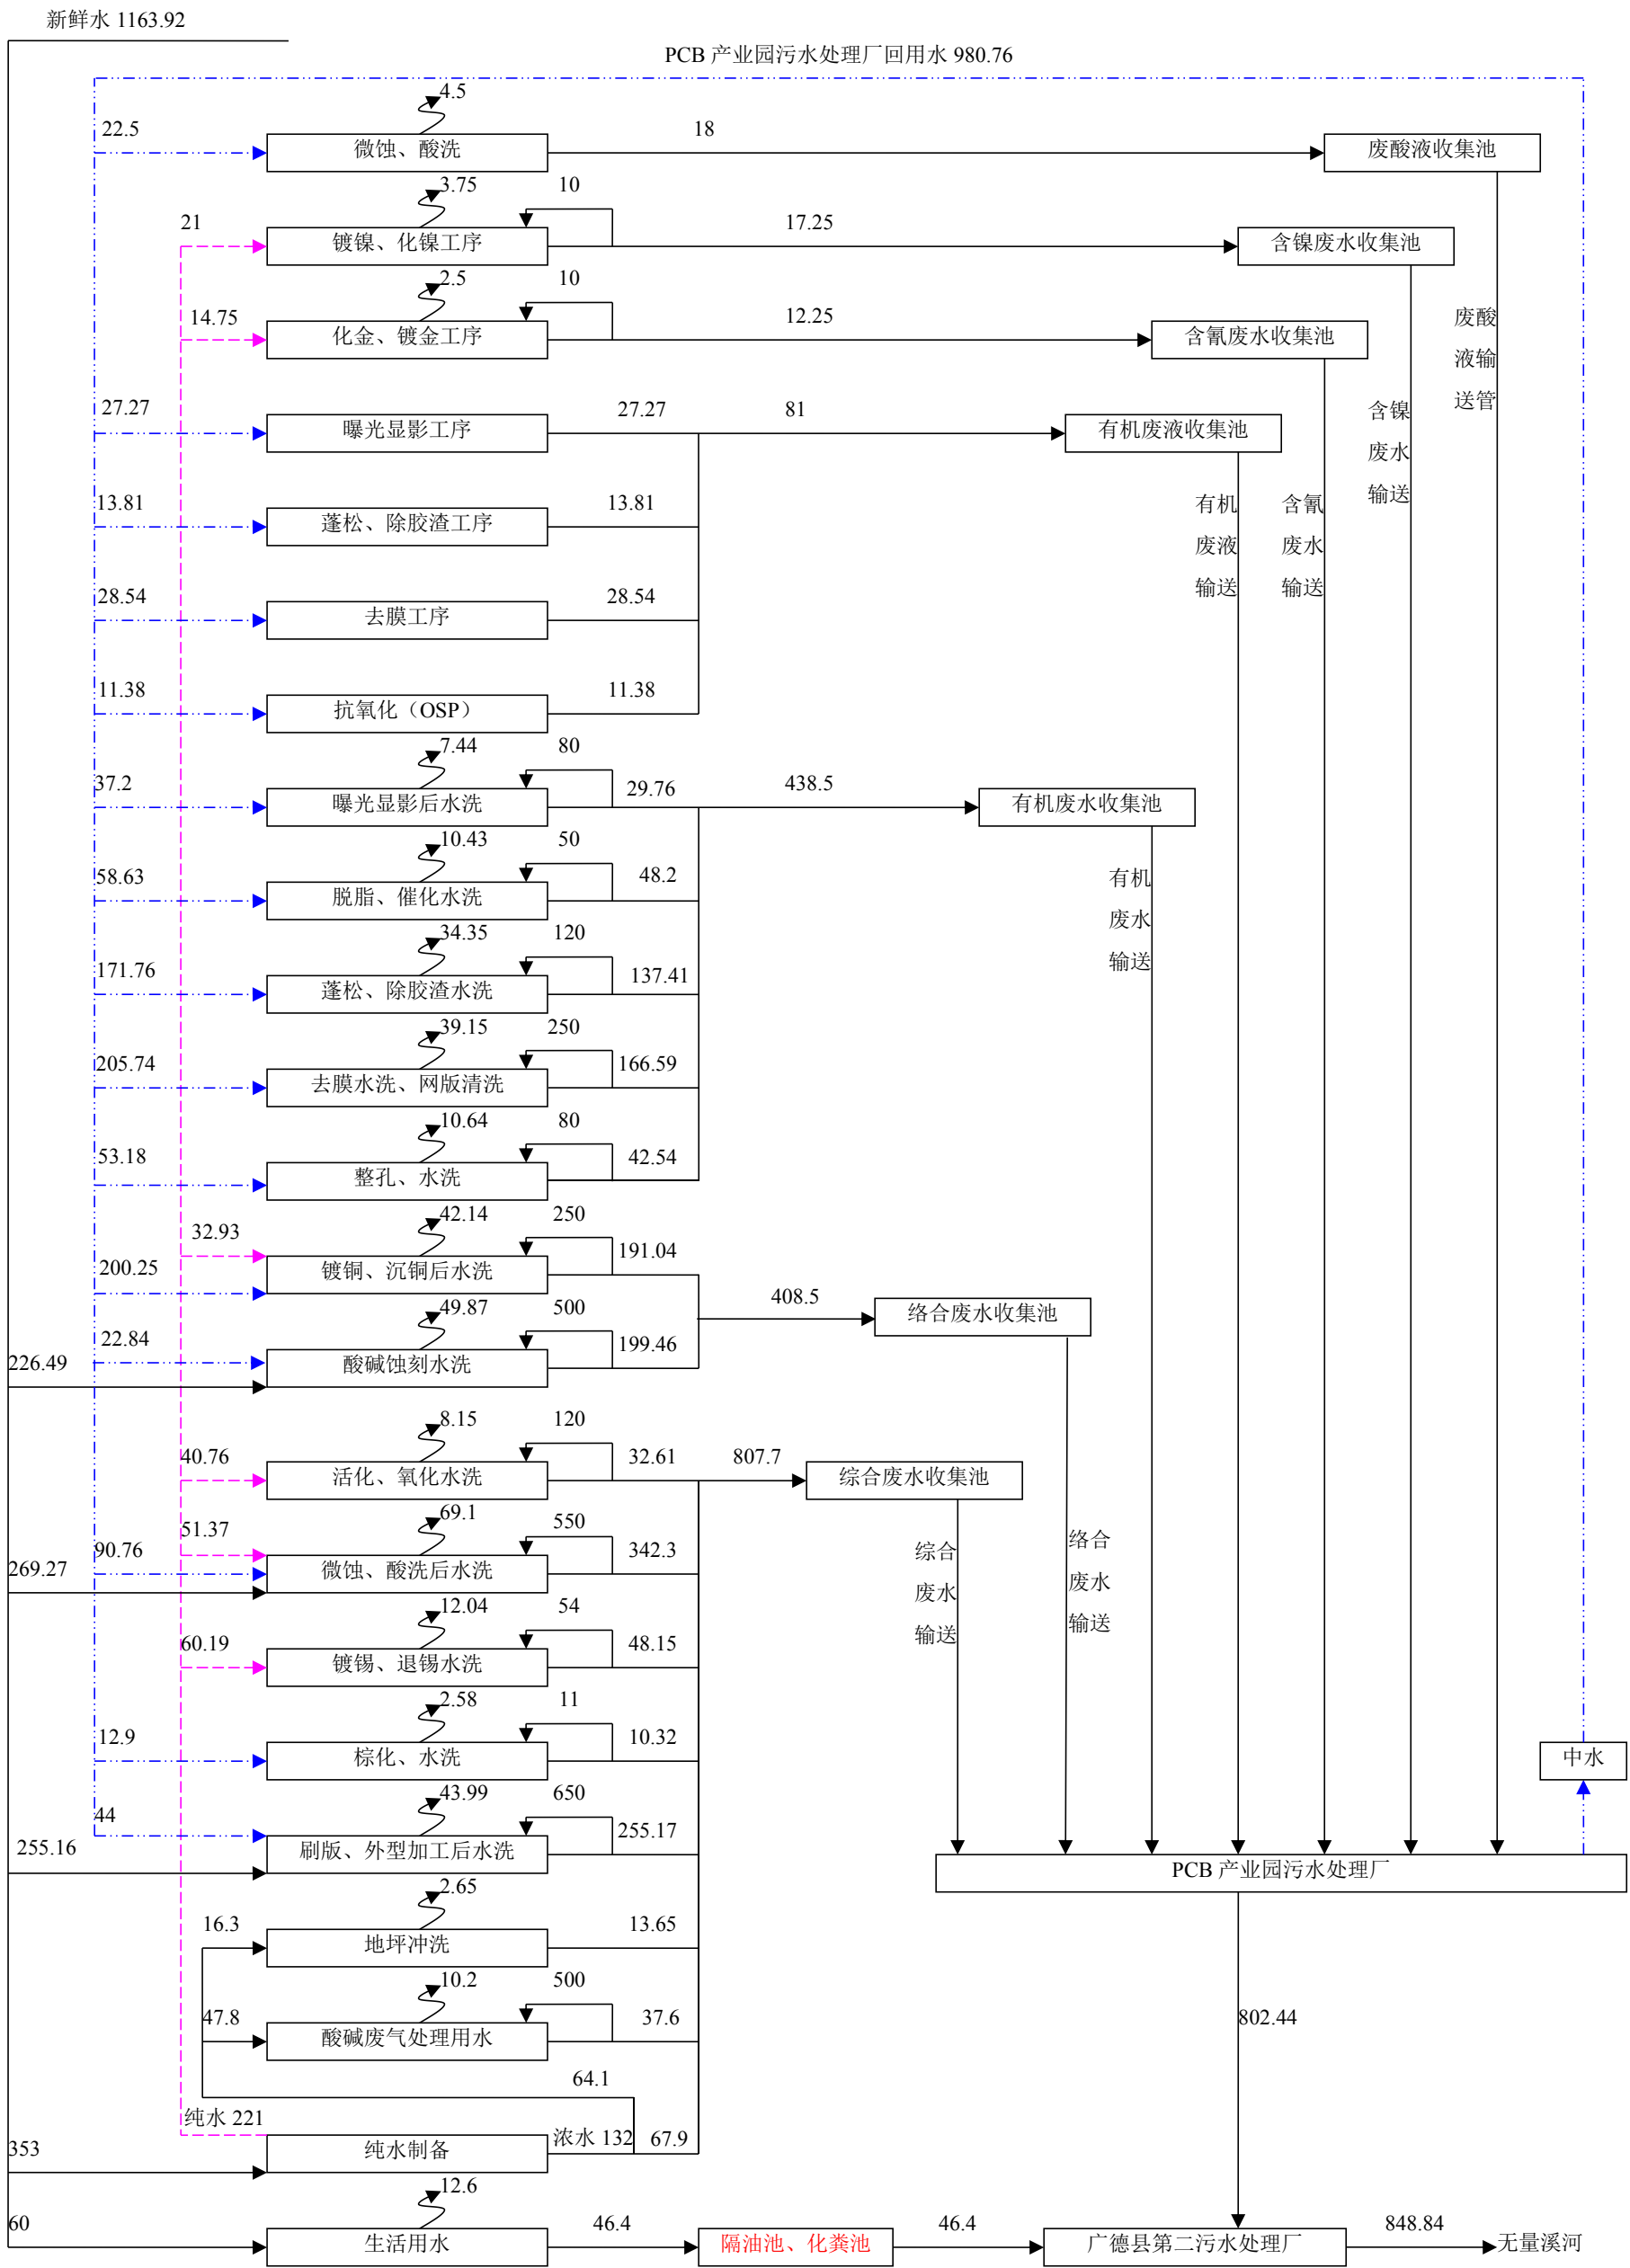 新鲜水 1163.92
PCB 产业园污水处理厂回用水 980.76
4.5
22.5
微蚀、酸洗
18
废酸液收集池
3.75
10
21
镀镍、化镍工序
17.25
含镍废水收集池
2.5
10
14.75
化金、镀金工序
12.25
含氰废水收集池
废酸
液输
送管
27.27
曝光显影工序
27.27
81
有机废液收集池
含镍
废水
输送
13.81
蓬松、除胶渣工序
13.81
有机
废液
输送
含氰
废水
输送
28.54
去膜工序
28.54
11.38
抗氧化（OSP）
11.38
7.44
80
37.2
曝光显影后水洗
29.76
438.5
有机废水收集池
10.43
50
58.63
脱脂、催化水洗
48.2
有机
废水
输送
34.35
120
171.76
蓬松、除胶渣水洗
137.41
39.15
250
205.74
去膜水洗、网版清洗
166.59
10.64
80
53.18
整孔、水洗
42.54
42.14
250
32.93
200.25
镀铜、沉铜后水洗
191.04
408.5
络合废水收集池
49.87
500
22.84
226.49
酸碱蚀刻水洗
199.46
8.15
120
40.76
活化、氧化水洗
32.61
807.7
综合废水收集池
69.1
550
51.37
90.76
269.27
微蚀、酸洗后水洗
342.3
综合
废水
输送
络合
废水
输送
12.04
54
60.19
镀锡、退锡水洗
48.15
2.58
11
12.9
棕化、水洗
10.32
中水
43.99
650
44
255.16
刷版、外型加工后水洗
255.17
PCB 产业园污水处理厂
2.65
16.3
地坪冲洗
13.65
10.2
500
47.8
酸碱废气处理用水
37.6
802.44
64.1
纯水 221
353
纯水制备
浓水 132
67.9
12.6
60
生活用水
46.4
隔油池、化粪池
46.4
广德县第二污水处理厂
848.84
无量溪河